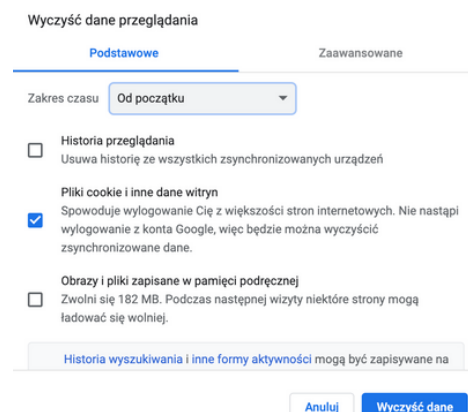 Wyczyść dane przeglądania
Podstawowe Zaawansowane
Zakres czasu Od początku
Historia przeglądania
Usuwa historię ze wszystkich zsynchronizowanych urządzeń
Pliki cookie i inne dane witryn
Spowoduje wylogowanie Cię z większości stron internetowych. Nie nastąpi
wylogowanie z konta Google, więc będzie można wyczyścić
zsynchronizowane dane.
Obrazy i pliki zapisane w pamięci podręcznej
Zwolni się 182 MB. Podczas następnej wizyty niektóre strony mogą
ładować się wolniej.
Historia wyszukiwania i inne formy aktywności mogą być zapisywane na
Anuluj Wyczyść dane